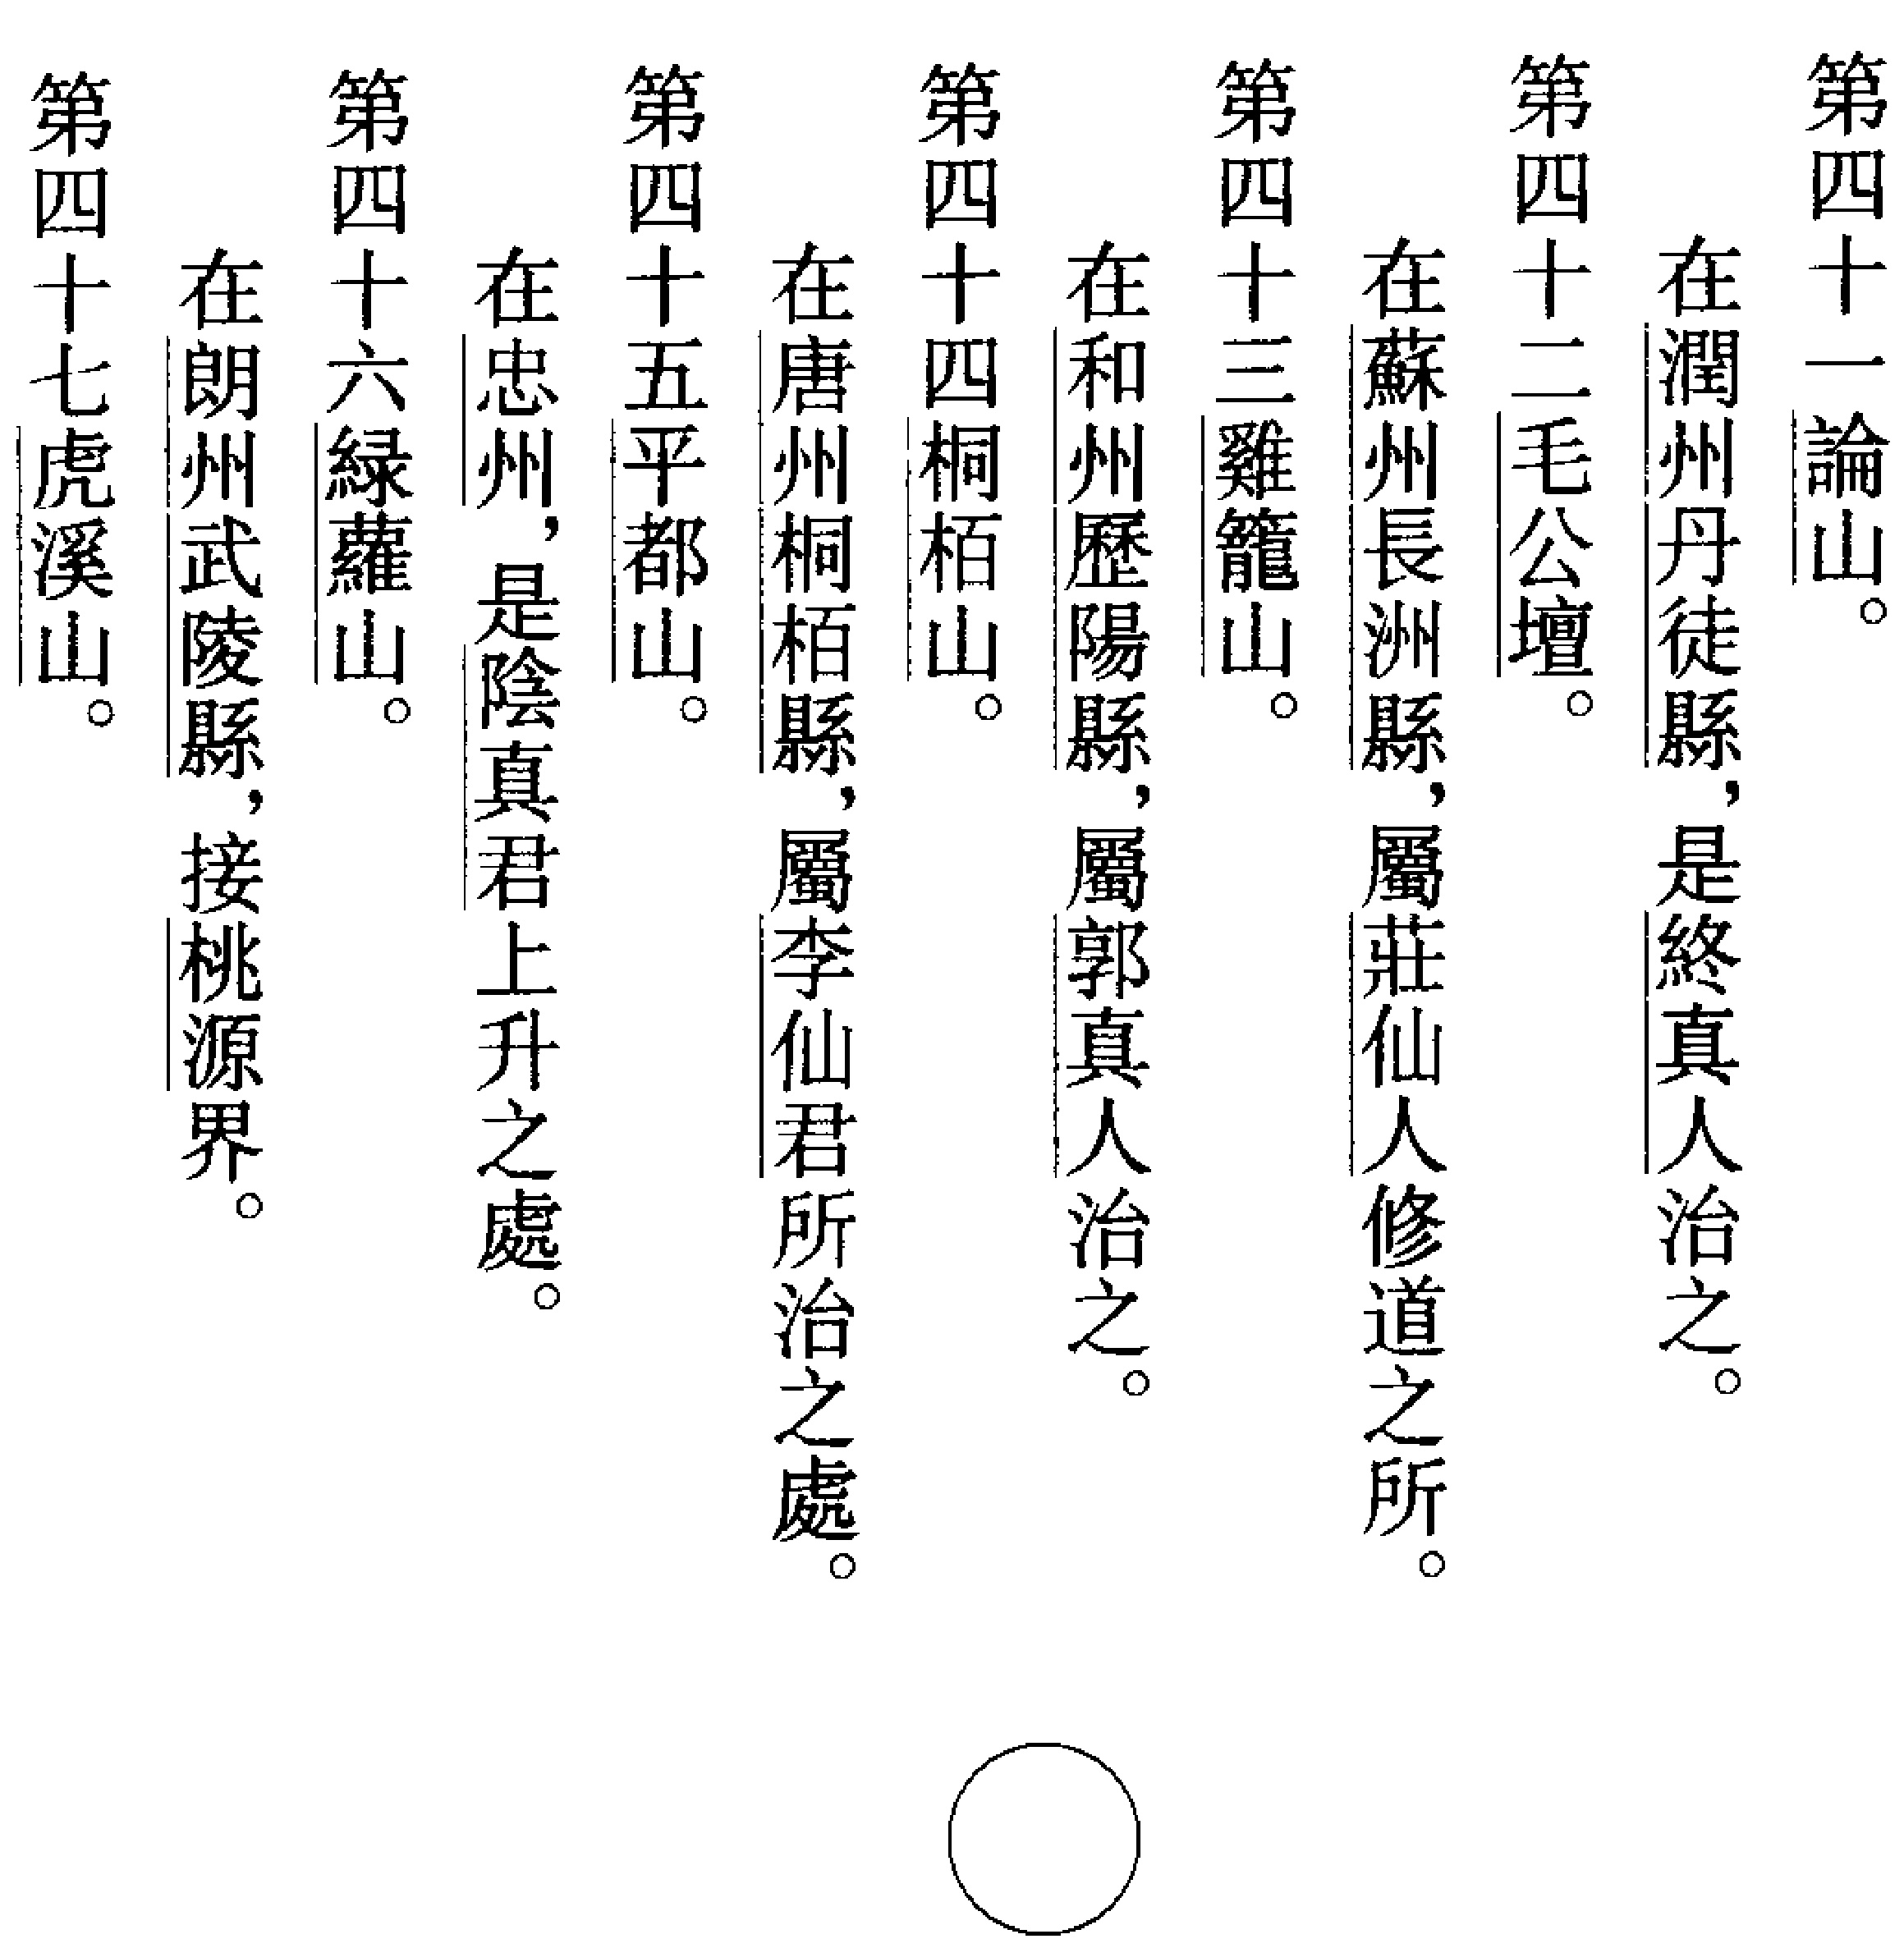 第四十一論山。
在潤州丹徒縣，是終真人治之。
第四十二毛公壇。
在蘇州長洲縣，屬莊仙人修道之所。
第四十三雞籠山。
在和州歷陽縣，屬郭真人治之。
第四十四桐栢山。
在唐州桐栢縣，屬李仙君所治之處。
第四十五平都山。
在忠州，是陰真君上升之處。
第四十六緑蘿山。
在朗州武陵縣，接桃源界。
第四十七虎溪山。